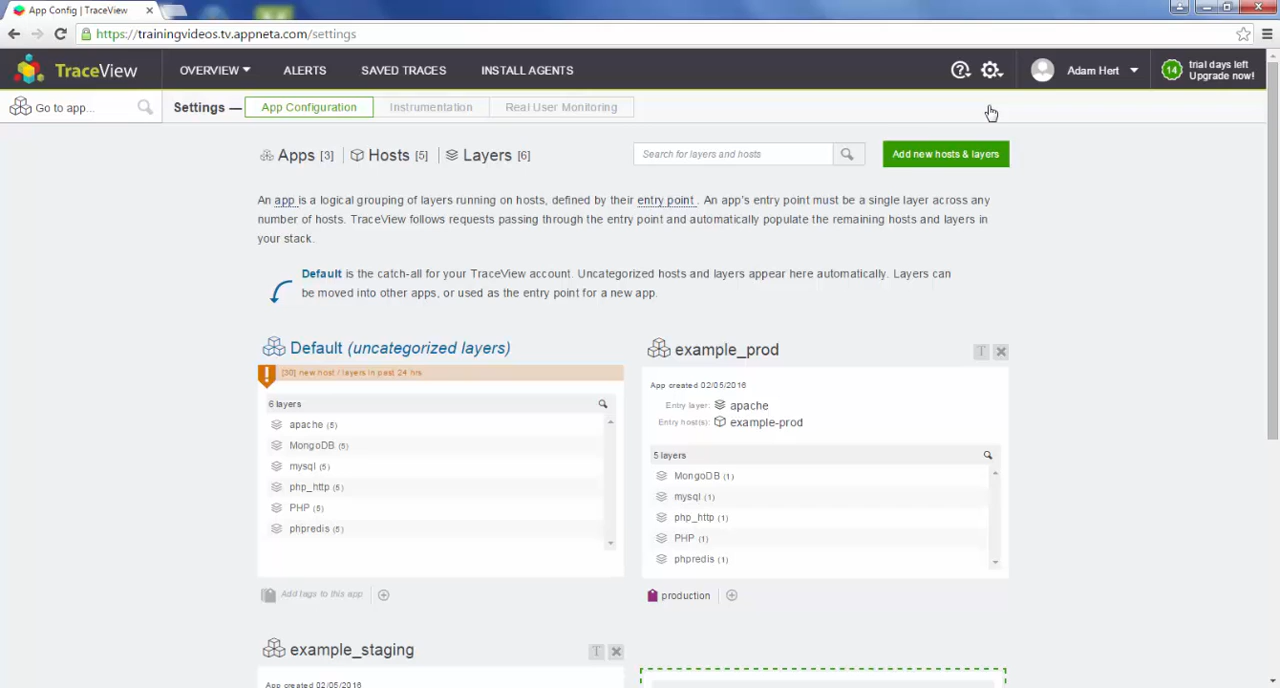 App Config | TraceView
https://trainingvideos.tv.appneta.com/settings
TraceView
OVERVIEW
ALERTS
SAVED TRACES
INSTALL AGENTS
Adam Hert
14
trial days left
Upgrade now!
Go to app...
Settings —
App Configuration
Instrumentation
Real User Monitoring
Apps [3]
Hosts [5]
Layers [6]
Search for layers and hosts
Add new hosts & layers
An app is a logical grouping of layers running on hosts, defined by their entry point . An app's entry point must be a single layer across any
number of hosts. TraceView follows requests passing through the entry point and automatically populate the remaining hosts and layers in
your stack.
Default is the catch-all for your TraceView account. Uncategorized hosts and layers appear here automatically. Layers can
be moved into other apps, or used as the entry point for a new app.
Default (uncategorized layers)
[30] new host / layers in past 24 hrs
6 layers
apache (5)
MongoDB (5)
mysql (5)
php_http (5)
PHP (5)
phpredis (5)
Add tags to this app
example_prod
T
App created 02/05/2016
Entry layer: apache
Entry host(s): example-prod
5 layers
MongoDB (1)
mysql (1)
php_http (1)
PHP (1)
phpredis (1)
production
example_staging
T
App created 02/05/2016